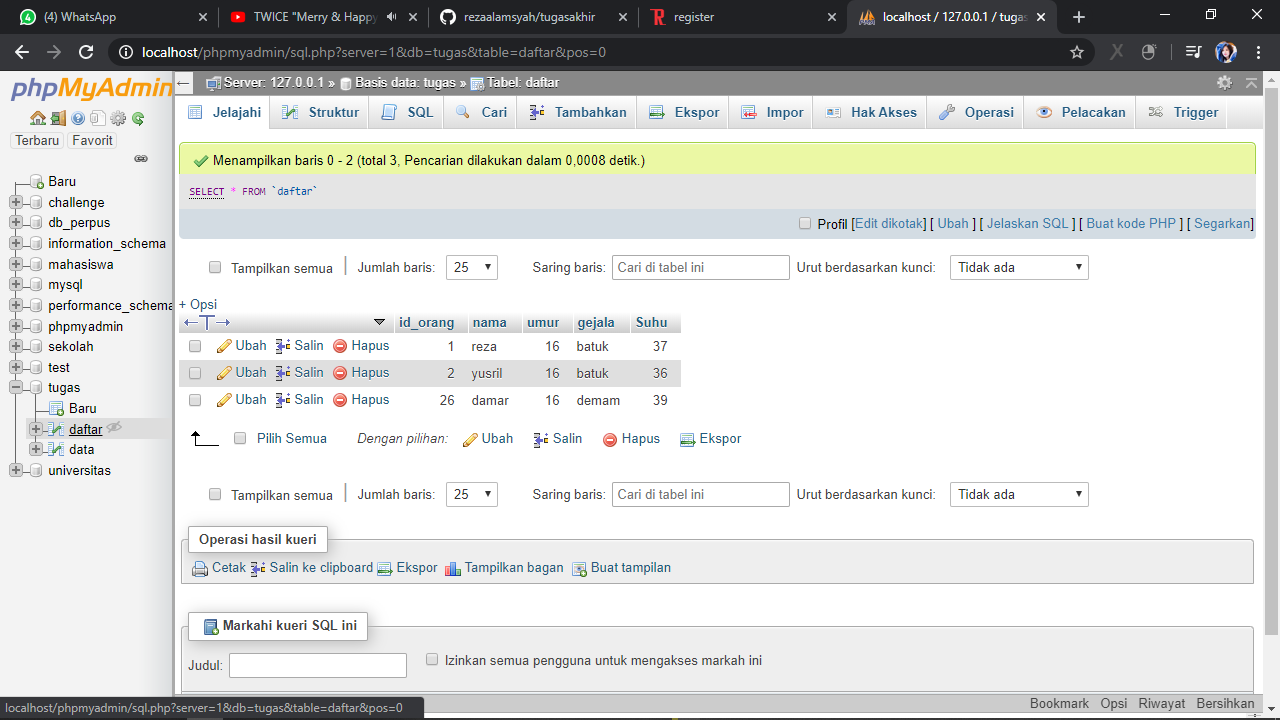 (4) WhatsApp
TWICE "Merry & Happy
rezaalamsyah/tugasakhir
register
localhost / 127.0.0.1 / tugas
localhost/phpmyadmin/sql.php?server=1&db=tugas&table=daftar&pos=0
phpMyAdmin
Terbaru Favorit
Baru
challenge
db_perpus
information_schema
mahasiswa
mysql
performance_schema
phpmyadmin
sekolah
test
tugas
Baru
daftar
data
universitas
Server: 127.0.0.1 » Basis data: tugas » Tabel: daftar
Jelajahi Struktur SQL Cari Tambahkan Ekspor Impor Hak Akses Operasi Pelacakan Trigger
Menampilkan baris 0 - 2 (total 3, Pencarian dilakukan dalam 0,0008 detik.)
SELECT * FROM `daftar`
Profil [Edit dikotak] [ Ubah ] [ Jelaskan SQL ] [ Buat kode PHP ] [ Segarkan]
Tampilkan semua | Jumlah baris: 25 Saring baris: Cari di tabel ini Urut berdasarkan kunci: Tidak ada
+ Opsi
←T→ id_orang nama umur gejala Suhu
Ubah Salin Hapus 1 reza 16 batuk 37
Ubah Salin Hapus 2 yusril 16 batuk 36
Ubah Salin Hapus 26 damar 16 demam 39
Pilih Semua Dengan pilihan: Ubah Salin Hapus Ekspor
Tampilkan semua | Jumlah baris: 25 Saring baris: Cari di tabel ini Urut berdasarkan kunci: Tidak ada
Operasi hasil kueri
Cetak Salin ke clipboard Ekspor Tampilkan bagan Buat tampilan
Markahi kueri SQL ini
Judul: Izinkan semua pengguna untuk mengakses markah ini
localhost/phpmyadmin/sql.php?server=1&db=tugas&table=daftar&pos=0
Bookmark Opsi Riwayat Bersihkan